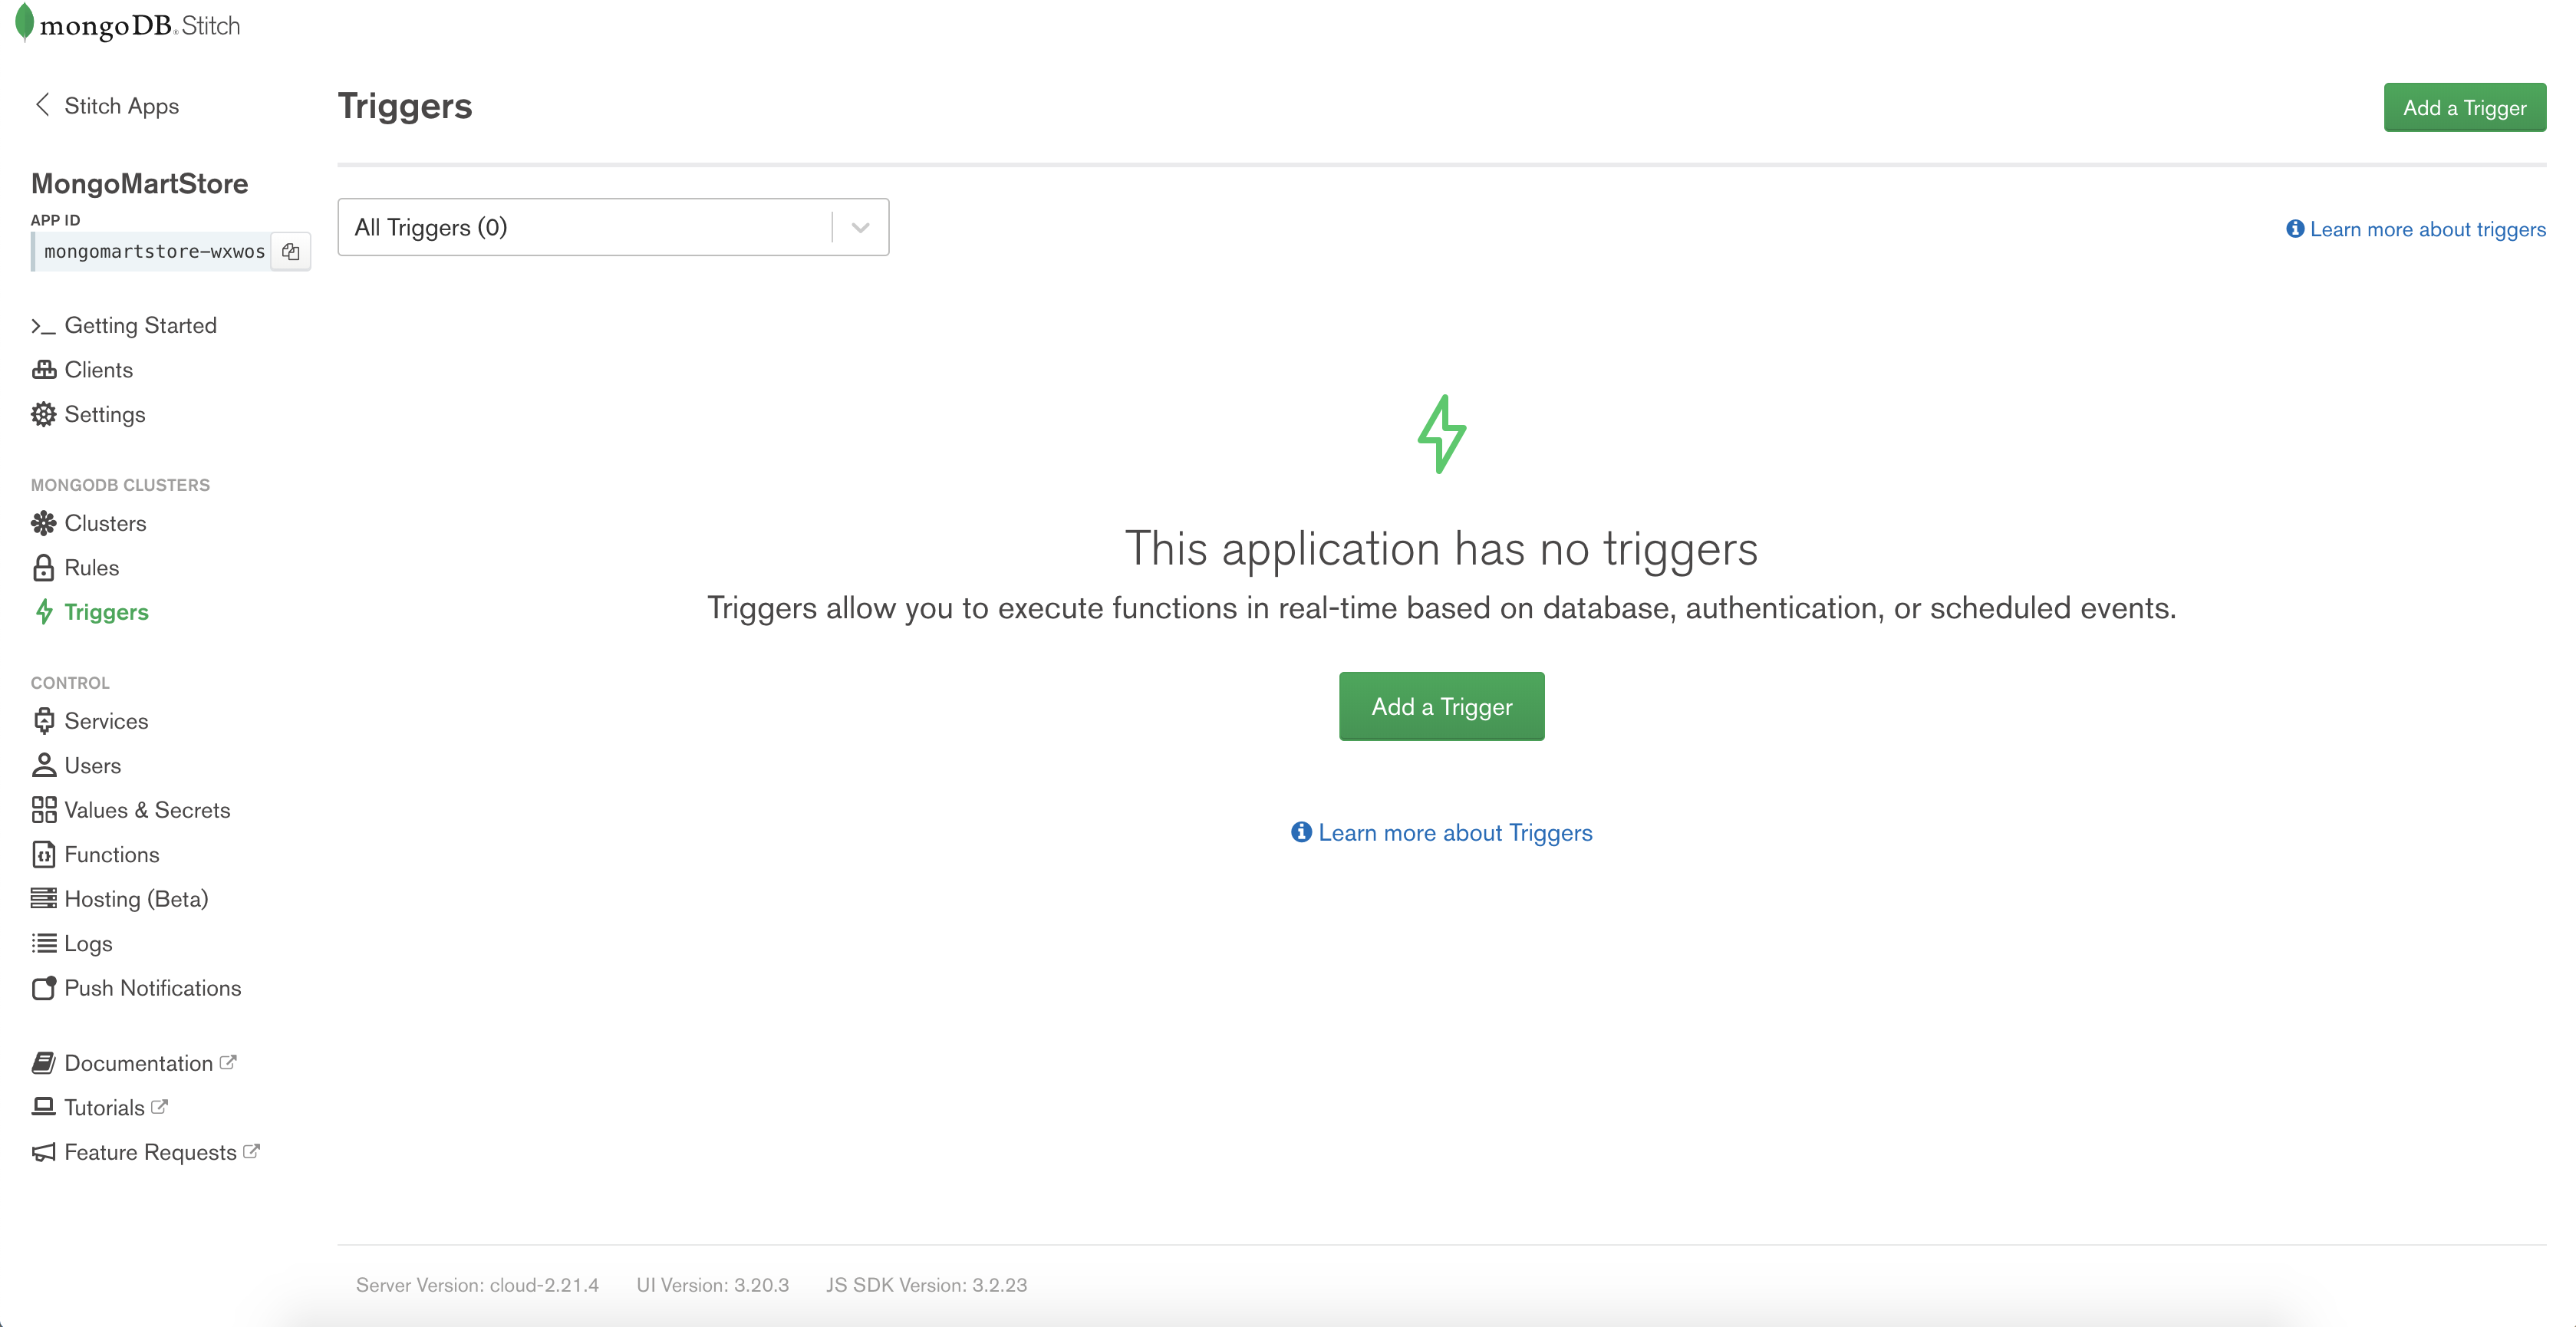 mongoDB® Stitch
Stitch Apps
MongoMartStore
APP ID
mongomartstore-wxwos
Getting Started
Clients
Settings
MONGODB CLUSTERS
Clusters
Rules
Triggers
CONTROL
Services
Users
Values & Secrets
Functions
Hosting (Beta)
Logs
Push Notifications
Documentation
Tutorials
Feature Requests
Triggers
Add a Trigger
All Triggers (0)
Learn more about triggers
This application has no triggers
Triggers allow you to execute functions in real-time based on database, authentication, or scheduled events.
Add a Trigger
Learn more about Triggers
Server Version: cloud-2.21.4 UI Version: 3.20.3 JS SDK Version: 3.2.23